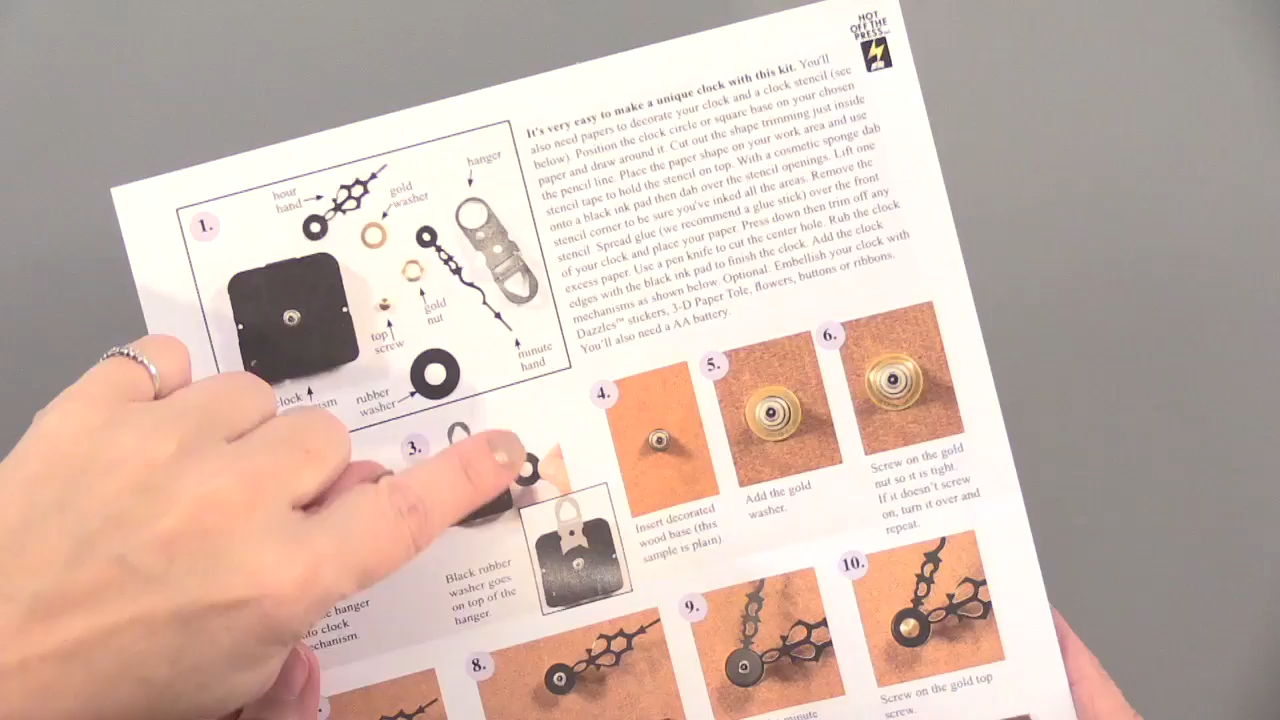 HOT
OFF THE
PRESS
It's very easy to make a unique clock with this kit. You'll
also need papers to decorate your clock and a clock stencil (see
below). Position the clock circle or square base on your chosen
paper and draw around it. Cut out the shape trimming just inside
the pencil line. Place the paper shape on your work area and use
stencil tape to hold the stencil on top. With a cosmetic sponge dab
onto a black ink pad then dab over the stencil openings. Lift one
stencil corner to be sure you've inked all the areas. Remove the
stencil. Spread glue (we recommend a glue stick) over the front
of your clock and place your paper. Press down then trim off any
excess paper. Use a pen knife to cut the center hole. Rub the clock
edges with the black ink pad to finish the clock. Add the clock
mechanisms as shown below. Optional. Embellish your clock with
Dazzles™ stickers, 3-D Paper Tole, flowers, buttons or ribbons.
You'll also need a AA battery.
1.
hour
hand
gold
washer
hanger
gold
nut
top
screw
minute
hand
rubber
washer
3.
Black rubber
washer goes
on top of the
hanger.
hanger
4.
Insert decorated
wood base (this
sample is plain).
5.
Add the gold
washer.
6.
Screw on the gold
nut so it is tight.
If it doesn't screw
on, turn it over and
repeat.
8.
9.
minute
10.
Screw on the gold top
screw.